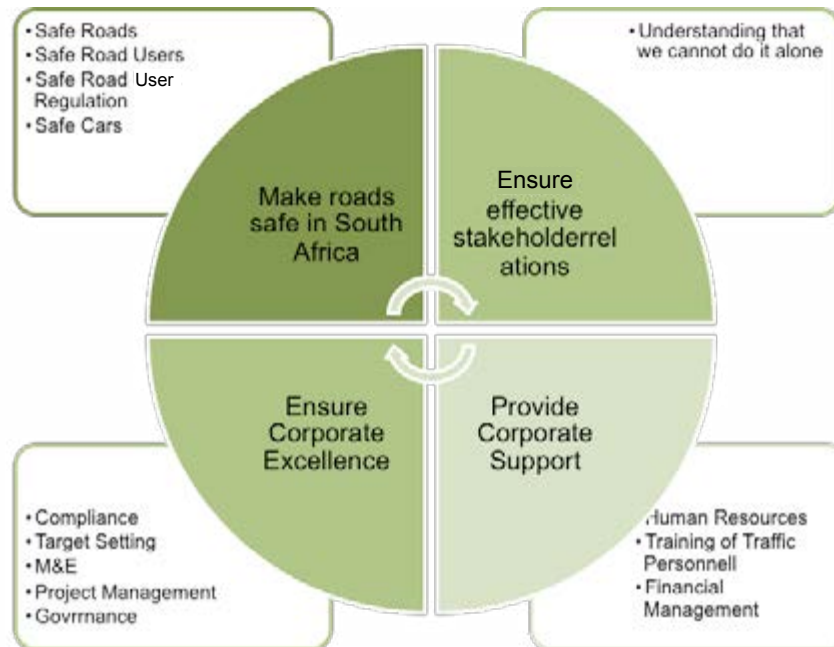 • Safe Roads
• Safe Road Users
• Safe Road User
Regulation
• Safe Cars
• Understanding that
we cannot do it alone
Make roads
safe in South
Africa
Ensure
effective
stakeholderrel
ations
Ensure
Corporate
Excellence
Provide
Corporate
Support
• Compliance
• Target Setting
• M&E
• Project Management
• Govrrnance
Human Resources
• Training of Traffic
Personnell
• Financial
Management